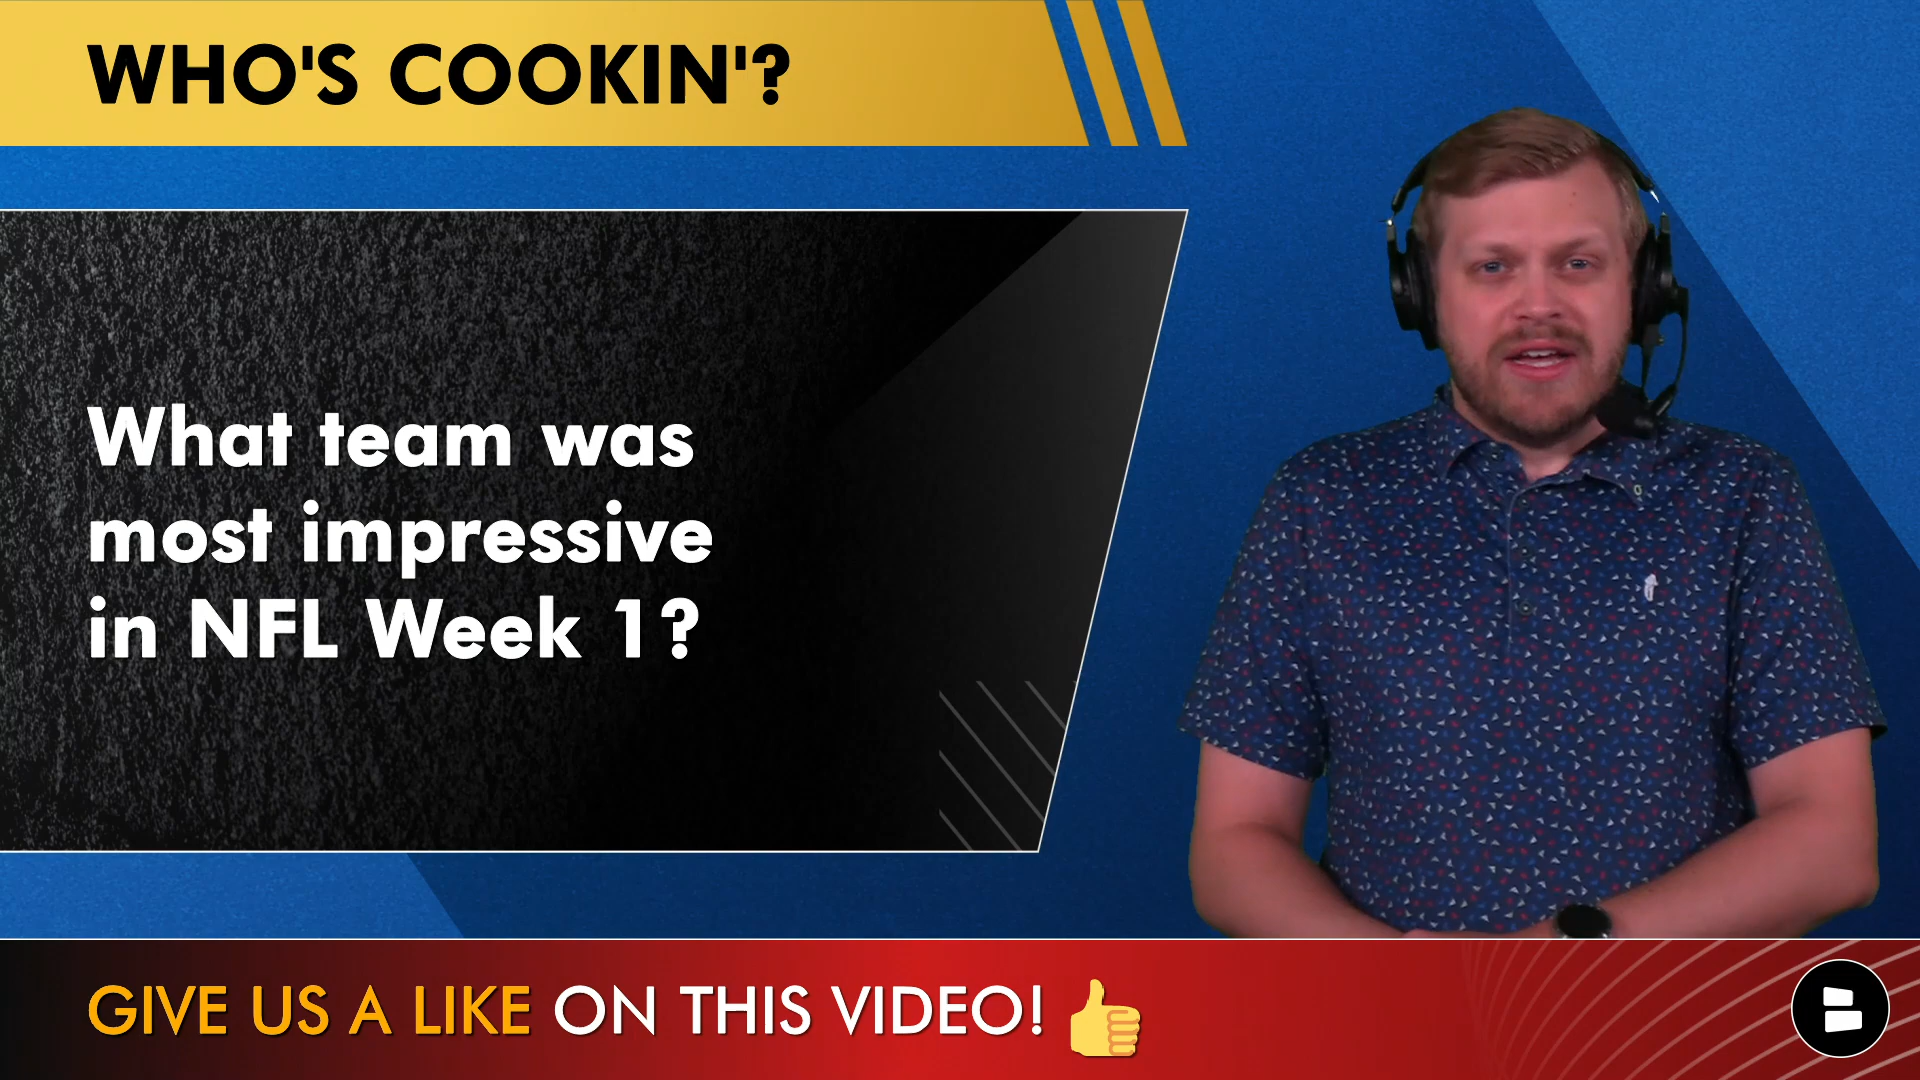 WHO'S COOKIN'?
What team was
most impressive
in NFL Week 1?
GIVE US A LIKE ON THIS VIDEO!